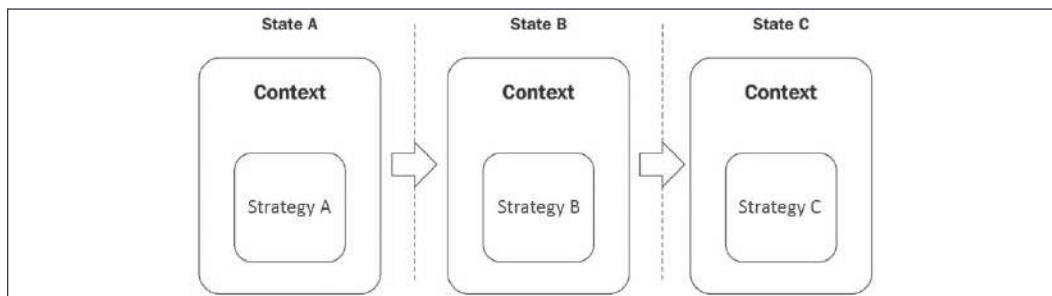 State A
State B
State C
Context
Context
Context
Strategy A
Strategy B
Strategy C